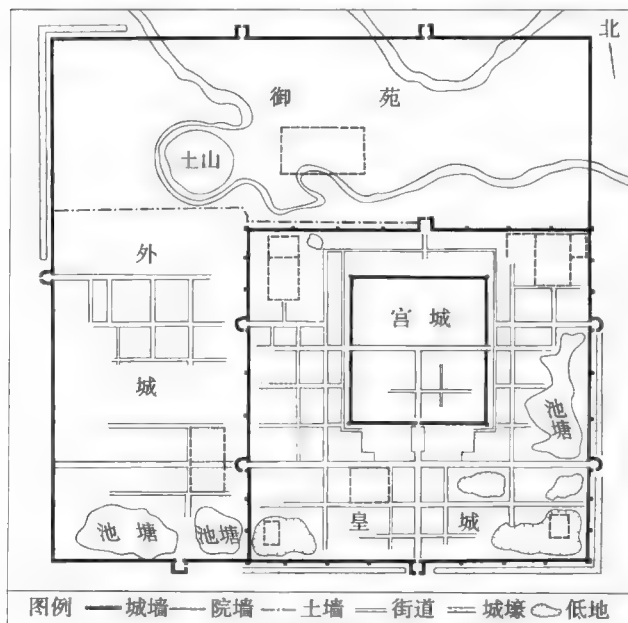 北
御 苑
土山
外
宫 城
城
池塘
池 塘
池塘
皇 城
图例 城墙 院墙 土墙 街道 城壕 低地